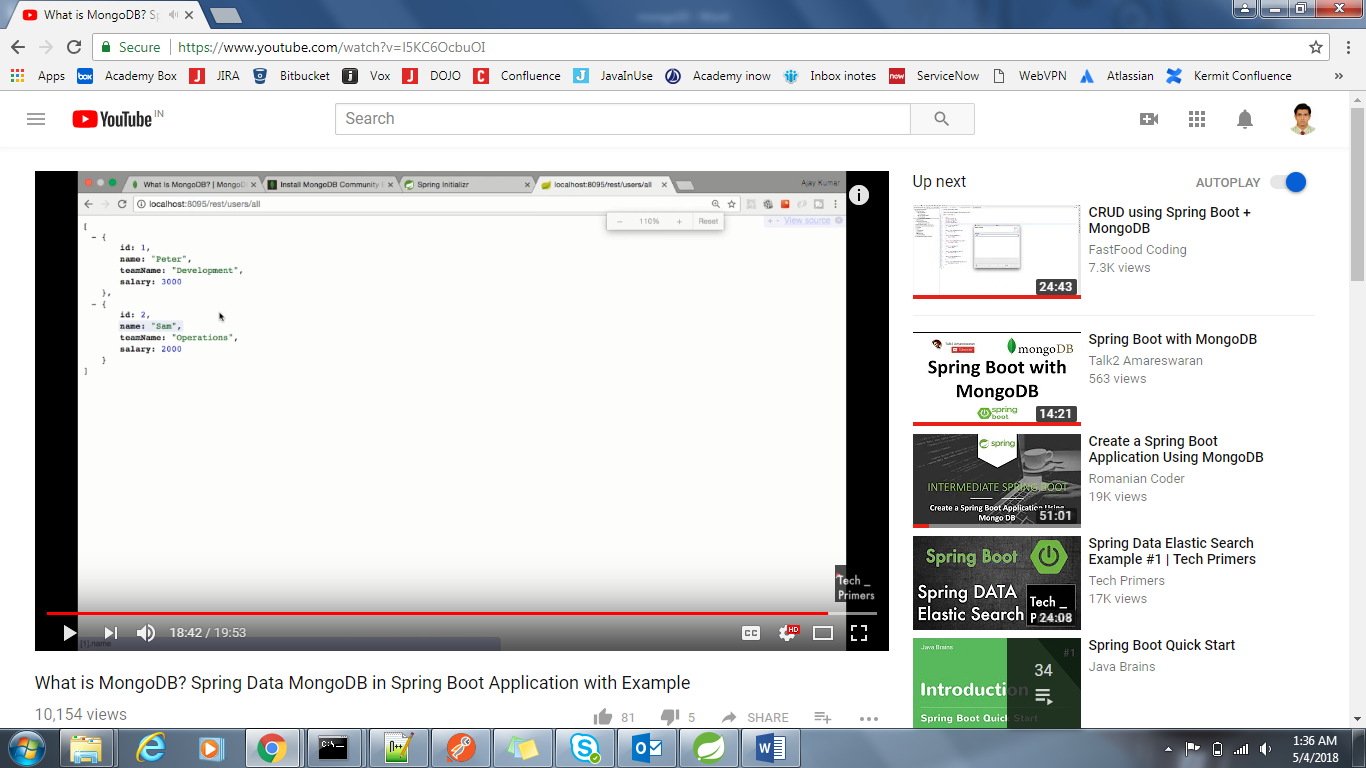 What is MongoDB? Sp
Secure
https://www.youtube.com/watch?v=I5KC6OcbuOI
Apps
box
Academy Box
JIRA
Bitbucket
Vox
DOJO
Confluence
JavaInUse
Academy inow
Inbox inotes
now
ServiceNow
WebVPN
Atlassian
Kermit Confluence
»
YouTube IN
Search
What is MongoDB? | MongoD
Install MongoDB Community
Spring Initializr
localhost:8095/rest/users/all
Ajay Kumar
localhost:8095/rest/users/all
− 110% + Reset
+ - View source
[
− {
id: 1,
name: "Peter",
teamName: "Development",
salary: 3000
},
− {
id: 2,
name: "Sam",
teamName: "Operations",
salary: 2000
}
]
Tech _
Primers
18:42 / 19:53
CC
HD
[1].name
What is MongoDB? Spring Data MongoDB in Spring Boot Application with Example
10,154 views
81
5
SHARE
Up next
AUTOPLAY
24:43
CRUD using Spring Boot +
MongoDB
FastFood Coding
7.3K views
mongoDB
Spring Boot with
MongoDB
spring
boot
14:21
Spring Boot with MongoDB
Talk2 Amareswaran
563 views
spring
INTERMEDIATE SPRING BOOT
Create a Spring Boot Application Using
Mongo DB
51:01
Create a Spring Boot
Application Using MongoDB
Romanian Coder
19K views
Spring Boot
Spring DATA
Elastic Search
Tech _
P
24:08
Spring Data Elastic Search
Example #1 | Tech Primers
Tech Primers
17K views
Java Brains
#1
Introduction
Spring Boot Quick Start
34
Spring Boot Quick Start
Java Brains
C:\_
1:36 AM
5/4/2018